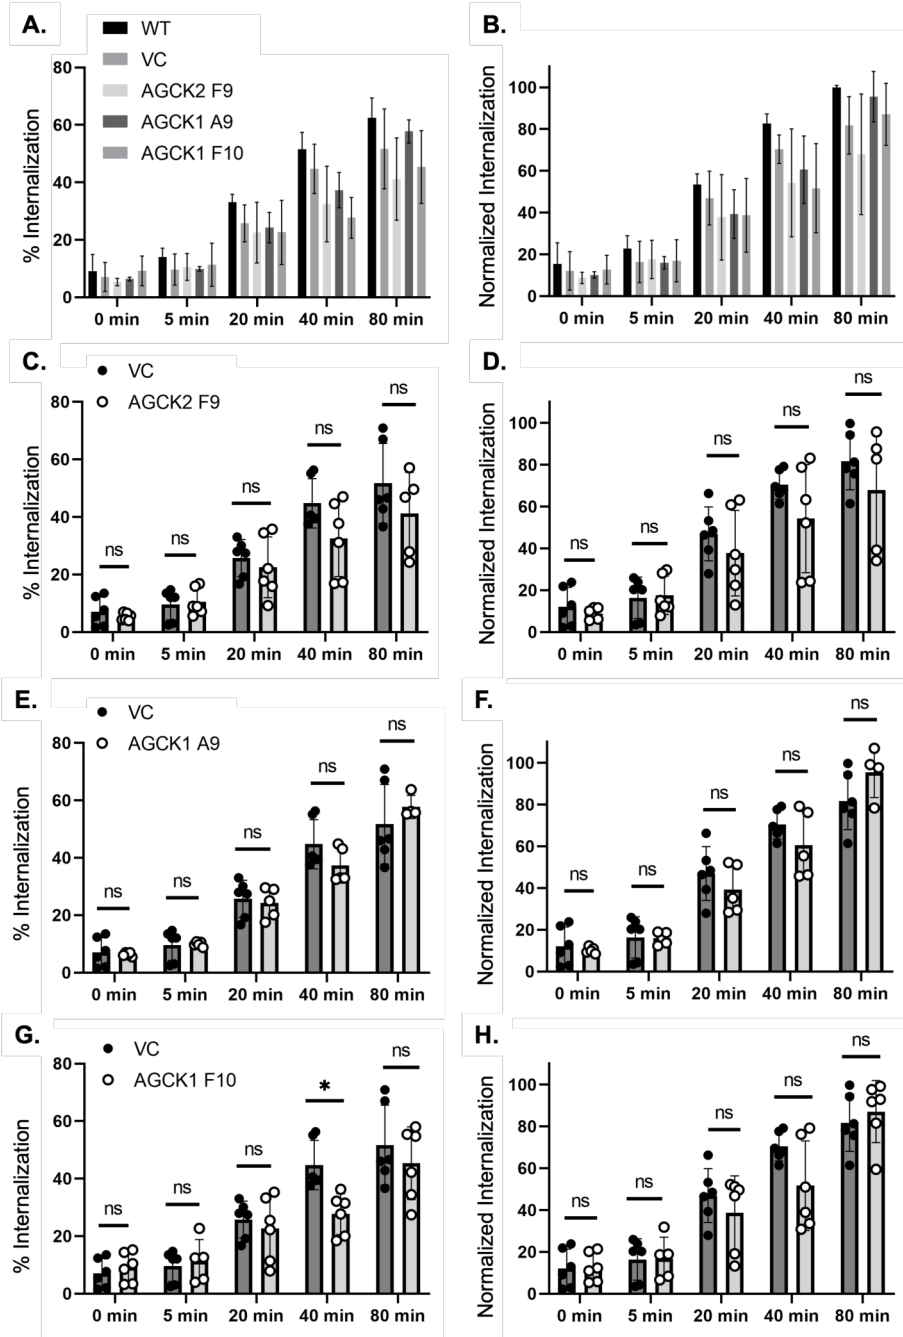 A.
WT
VC
AGCK2 F9
AGCK1 A9
AGCK1 F10
% Internalization
80
60
40
20
0
0 min 5 min 20 min 40 min 80 min
B.
Normalized Internalization
100
80
60
40
20
0
0 min 5 min 20 min 40 min 80 min
C.
VC
AGCK2 F9
% Internalization
80
60
40
20
0
ns ns ns ns ns
0 min 5 min 20 min 40 min 80 min
D.
Normalized Internalization
100
80
60
40
20
0
ns ns ns ns ns
0 min 5 min 20 min 40 min 80 min
E.
VC
AGCK1 A9
% Internalization
80
60
40
20
0
ns ns ns ns ns
0 min 5 min 20 min 40 min 80 min
F.
Normalized Internalization
100
80
60
40
20
0
ns ns ns ns ns
0 min 5 min 20 min 40 min 80 min
G.
VC
AGCK1 F10
% Internalization
80
60
40
20
0
ns ns ns * ns
0 min 5 min 20 min 40 min 80 min
H.
Normalized Internalization
100
80
60
40
20
0
ns ns ns ns ns
0 min 5 min 20 min 40 min 80 min